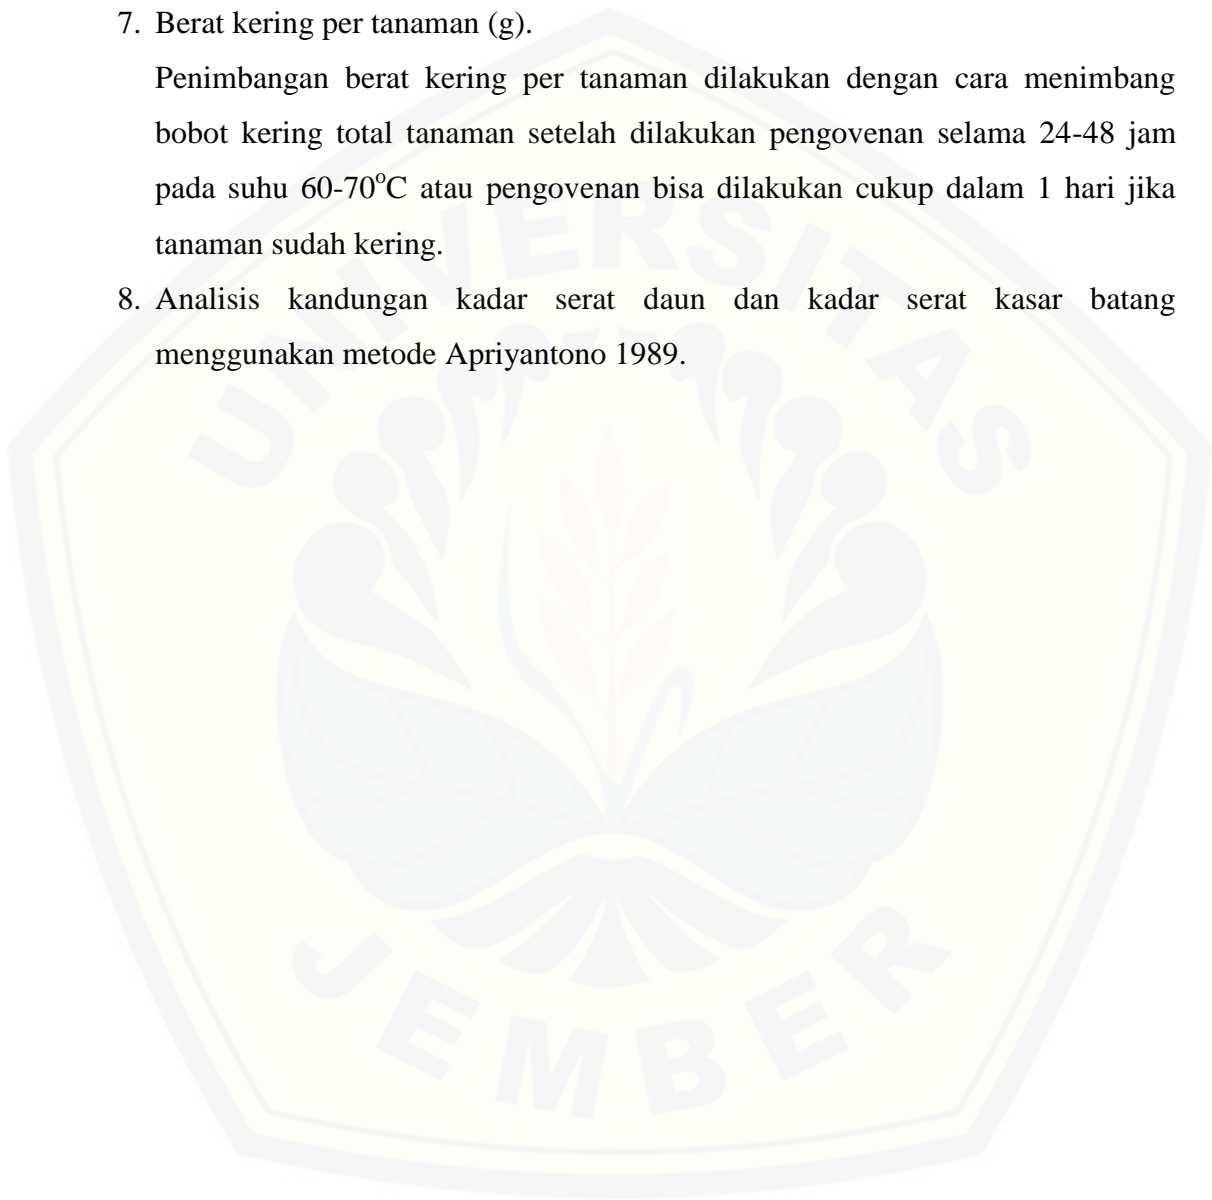 7. Berat kering per tanaman (g).
Penimbangan berat kering per tanaman dilakukan dengan cara menimbang
bobot kering total tanaman setelah dilakukan pengovenan selama 24-48 jam
pada suhu 60-70°C atau pengovenan bisa dilakukan cukup dalam 1 hari jika
tanaman sudah kering.
8. Analisis kandungan kadar serat daun dan kadar serat kasar batang
menggunakan metode Apriyantono 1989.
UNIVERSITAS
JEMBER